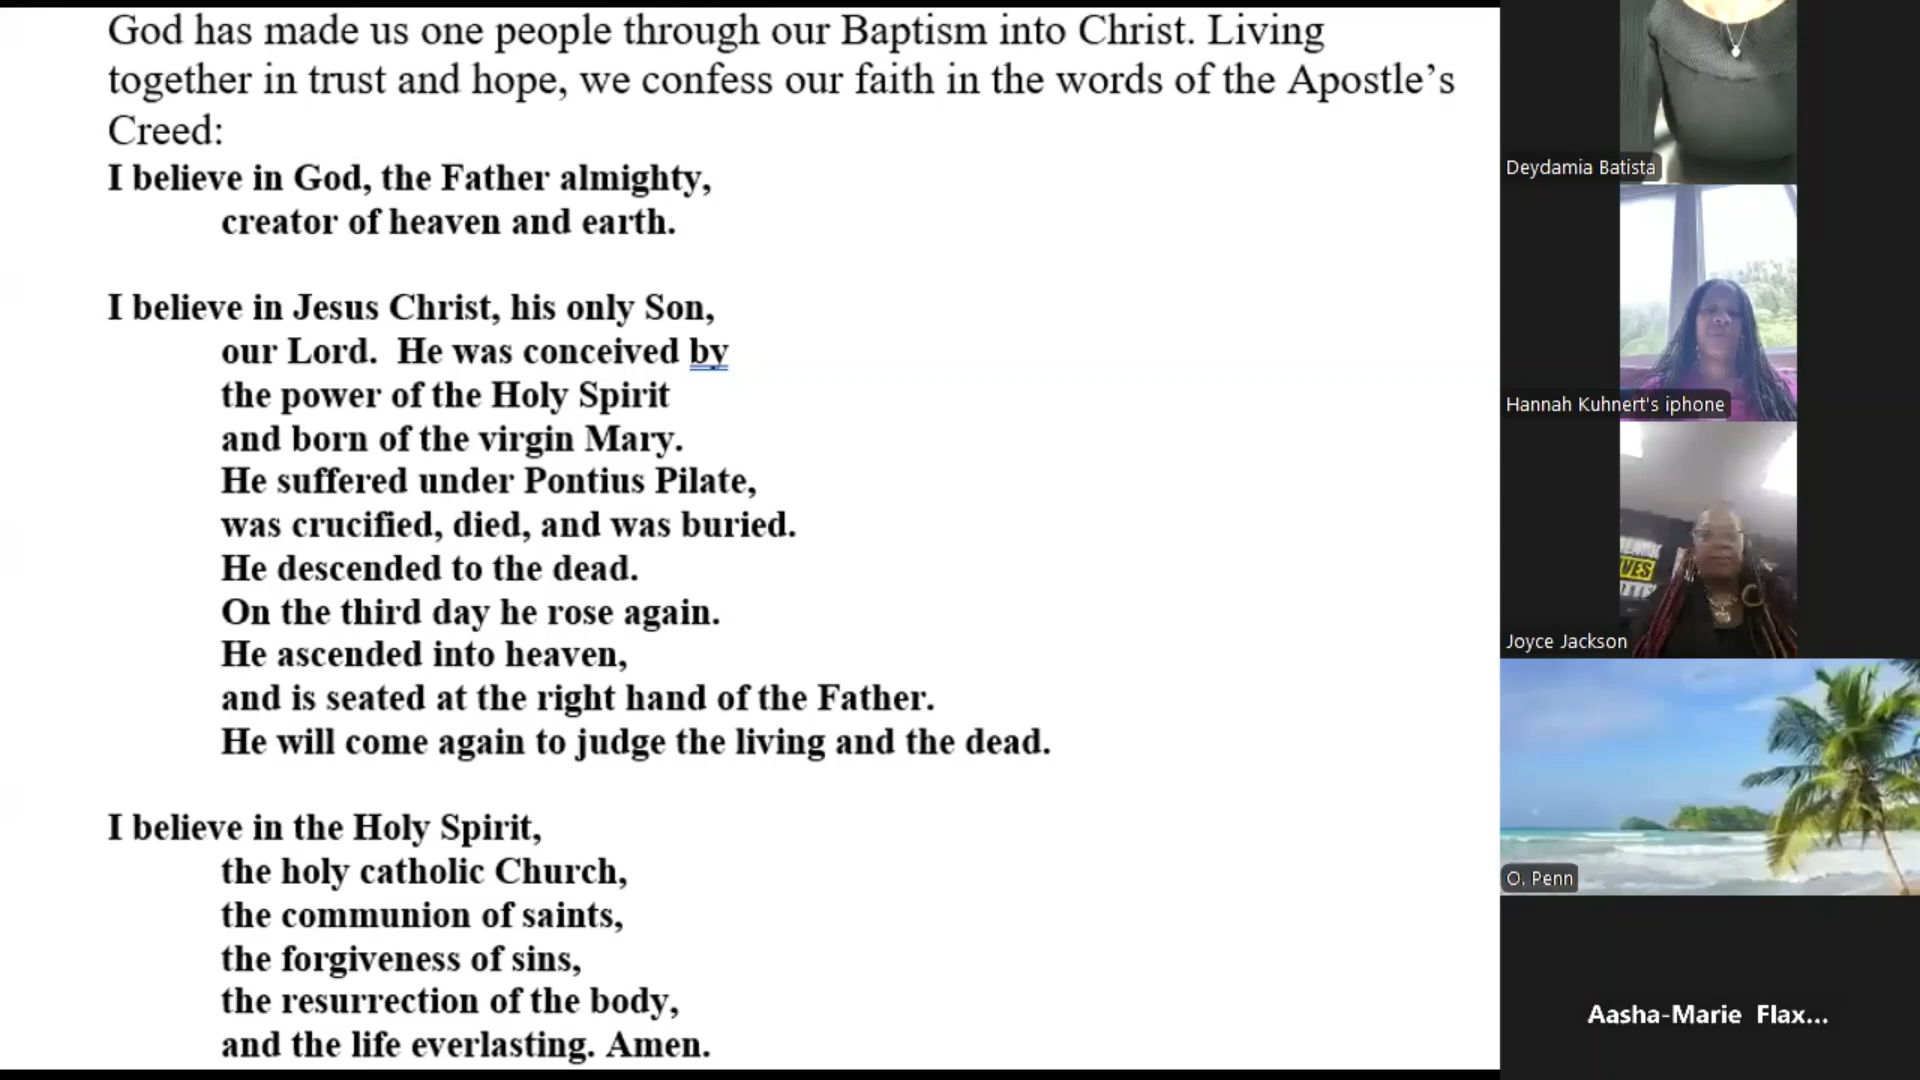 God has made us one people through our Baptism into Christ. Living
together in trust and hope, we confess our faith in the words of the Apostle’s
Creed:
I believe in God, the Father almighty,
creator of heaven and earth.
I believe in Jesus Christ, his only Son,
our Lord.  He was conceived by
the power of the Holy Spirit
and born of the virgin Mary.
He suffered under Pontius Pilate,
was crucified, died, and was buried.
He descended to the dead.
On the third day he rose again.
He ascended into heaven,
and is seated at the right hand of the Father.
He will come again to judge the living and the dead.
I believe in the Holy Spirit,
the holy catholic Church,
the communion of saints,
the forgiveness of sins,
the resurrection of the body,
and the life everlasting. Amen.
Deydamia Batista
Hannah Kuhnert's iphone
Joyce Jackson
O. Penn
Aasha-Marie  Flax...